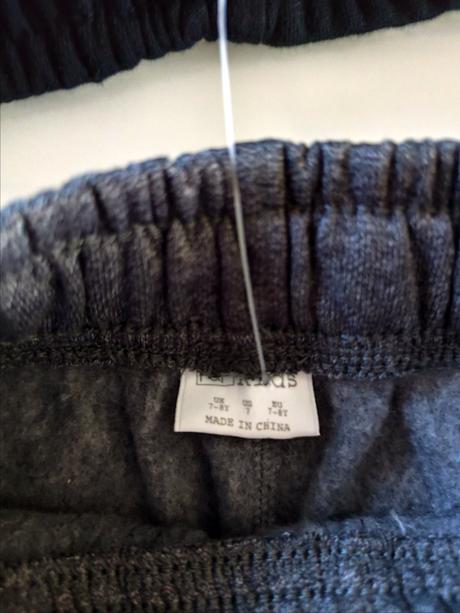 F&F kids
UK US EU
7-8Y 7 7-8Y
MADE IN CHINA